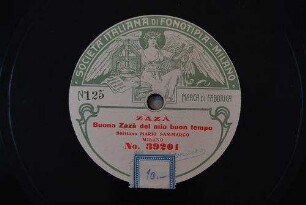 SOCIETÀ ITALIANA DI FONOTIPIA - MILANO
N125
MARCA DI FABBRICA
ZAZÀ
Buona Zazà del mio buon tempo
MARIO SAMMARCO
MILANO
No. 39201
10,-